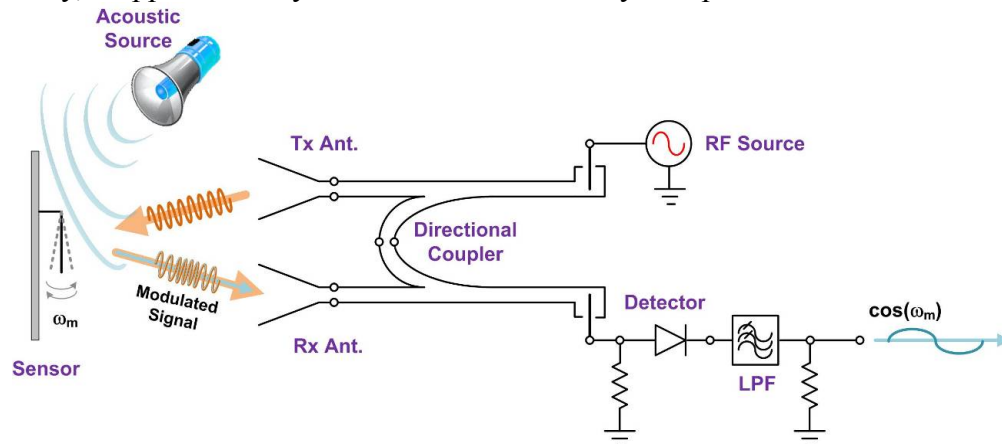 Acoustic
Source
Tx Ant.
RF Source
Directional
Coupler
Modulated
Signal
ωm
Detector
cos(ωm)
Rx Ant.
Sensor
LPF